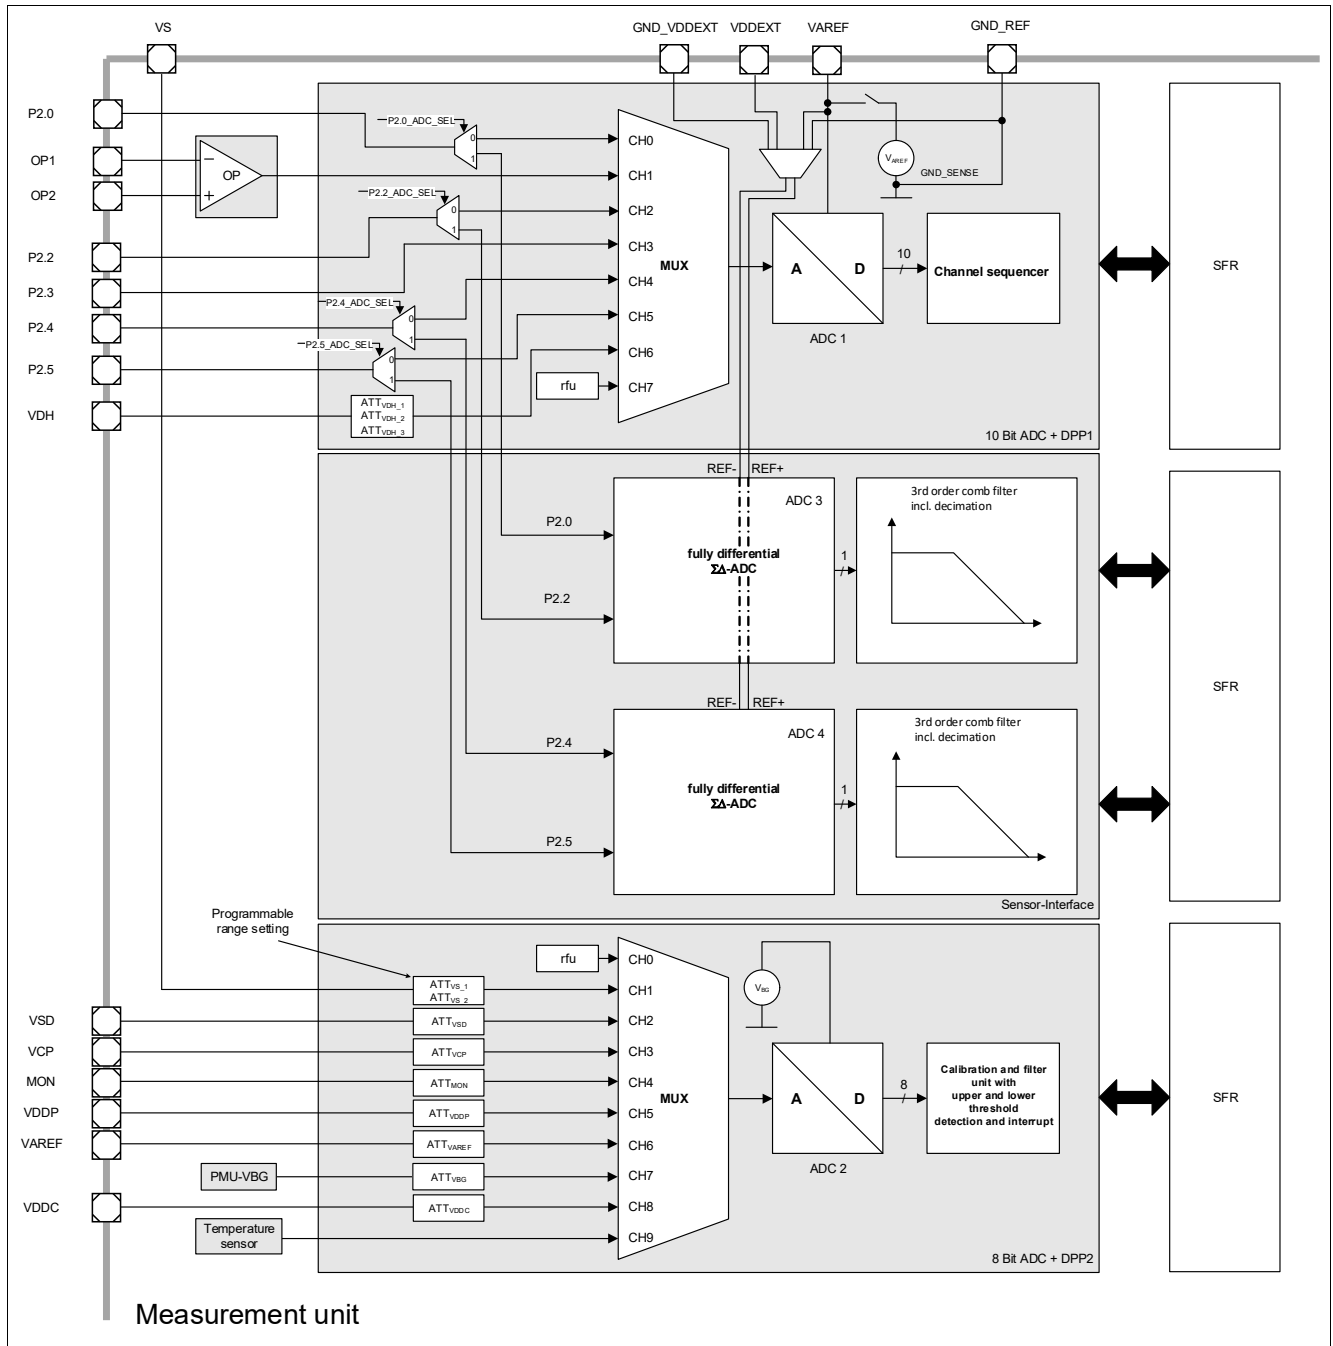 VS
GND_VDDEXT
VDDEXT
VAREF
GND_REF
P2.0
P2.0_ADC_SEL
0
1
CH0
OP1
OP2
−
+
OP
CH1
V_AREF
GND_SENSE
P2.2_ADC_SEL
0
1
CH2
P2.2
CH3
P2.3
MUX
A
D
10
Channel sequencer
SFR
P2.4_ADC_SEL
0
1
CH4
P2.4
P2.5_ADC_SEL
0
1
CH5
ADC 1
P2.5
CH6
rfu
CH7
VDH
ATT_VDH_1
ATT_VDH_2
ATT_VDH_3
10 Bit ADC + DPP1
REF-
REF+
ADC 3
3rd order comb filter
incl. decimation
P2.0
fully differential
ΣΔ-ADC
1
P2.2
REF-
REF+
SFR
ADC 4
3rd order comb filter
incl. decimation
P2.4
fully differential
ΣΔ-ADC
1
P2.5
Sensor-Interface
Programmable
range setting
rfu
CH0
ATT_VS_1
ATT_VS_2
CH1
V_BG
VSD
ATT_VSD
CH2
VCP
ATT_VCP
CH3
MON
ATT_MON
CH4
MUX
A
D
8
Calibration and filter
unit with
upper and lower
threshold
detection and interrupt
SFR
VDDP
ATT_VDDP
CH5
VAREF
ATT_VAREF
CH6
ADC 2
PMU-VBG
ATT_VBG
CH7
VDDC
ATT_VDDC
CH8
Temperature
sensor
CH9
8 Bit ADC + DPP2
Measurement unit